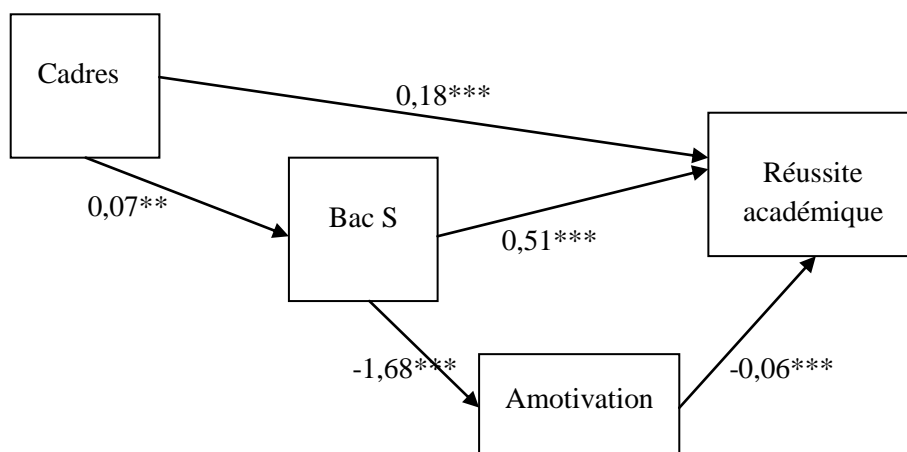 Cadres
0,18***
Réussite
académique
0,07**
Bac S
0,51***
-1,68***
-0,06***
Amotivation